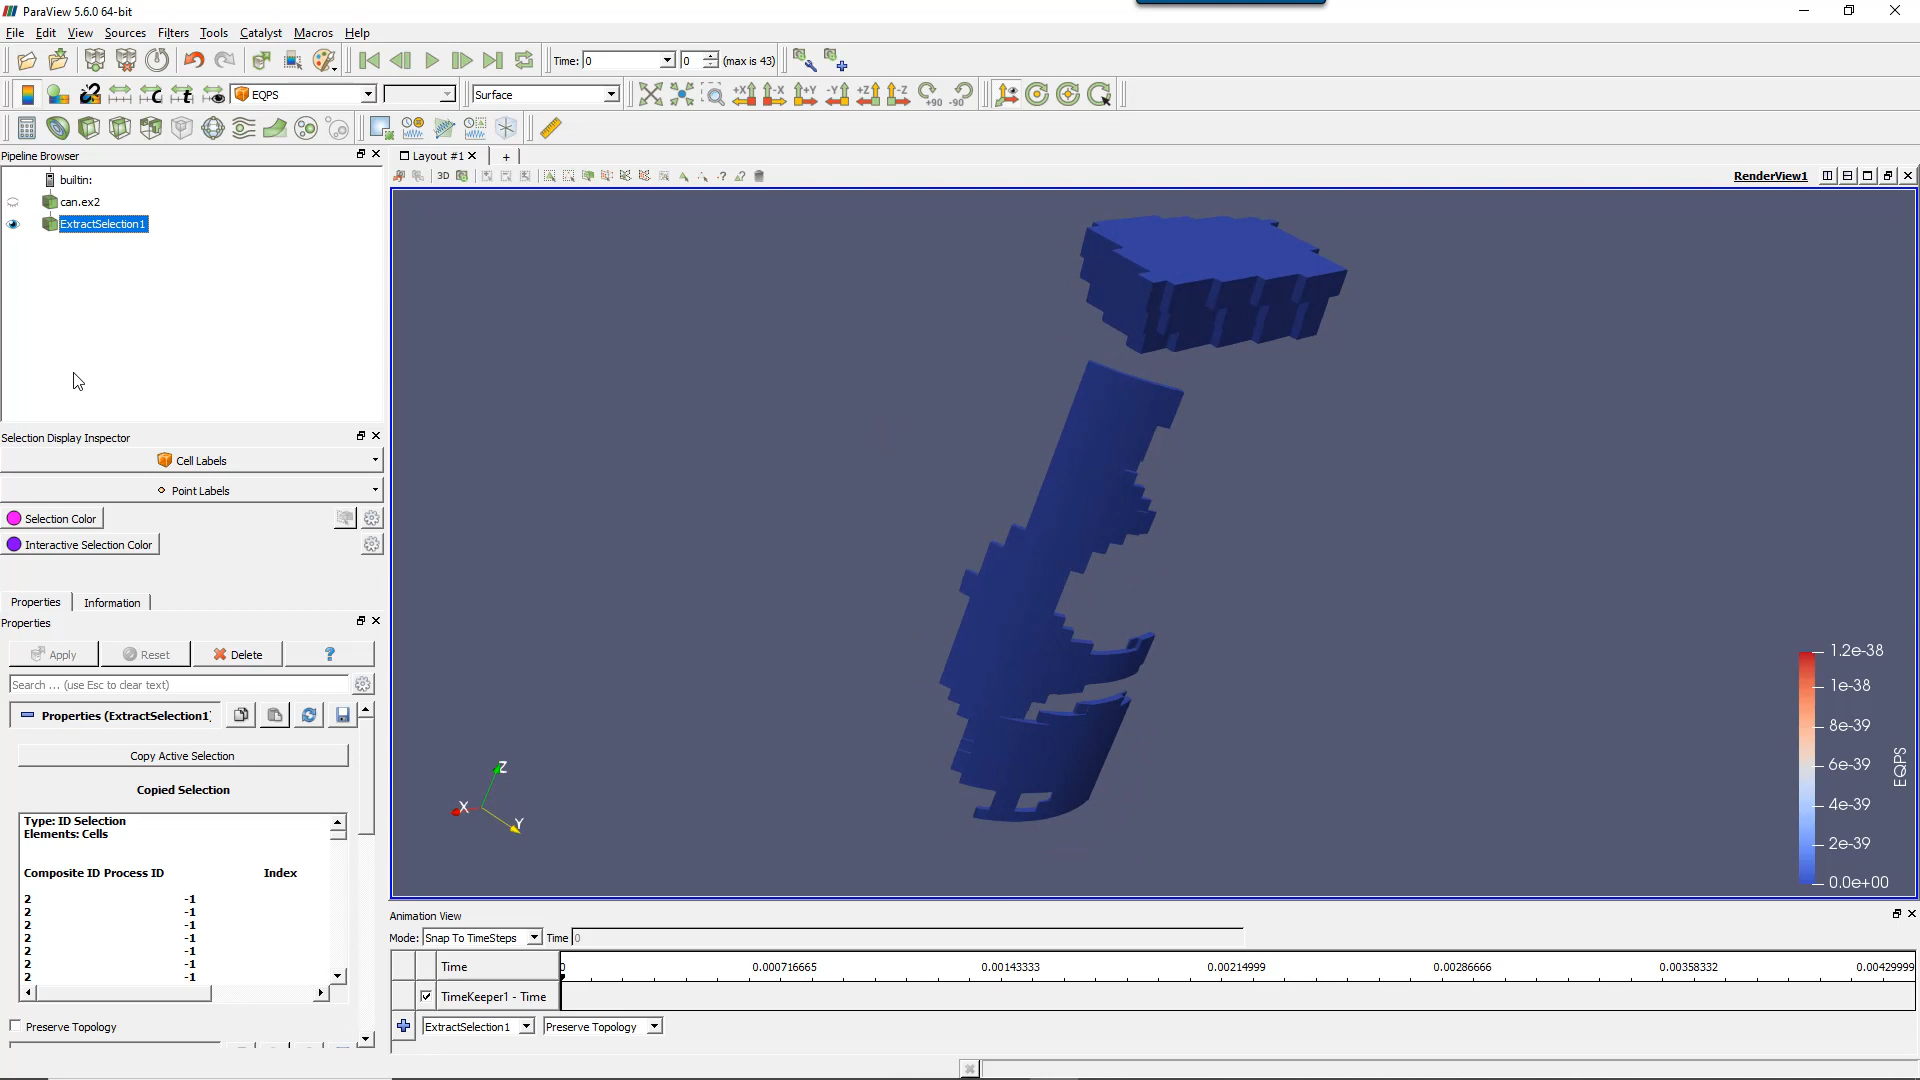 ParaView 5.6.0 64-bit
File Edit View Sources Filters Tools Catalyst Macros Help
Time: 0 0 (max is 43)
EQPS Surface +X -X +Y -Y +Z -Z +90 -90
Pipeline Browser
Layout #1 +
3D
RenderView1
builtin:
can.ex2
ExtractSelection1
Selection Display Inspector
Cell Labels
Point Labels
Selection Color
Interactive Selection Color
Properties Information
Properties
Apply Reset Delete ?
Search ... (use Esc to clear text)
Properties (ExtractSelection1)
Copy Active Selection
Copied Selection
Type: ID Selection
Elements: Cells
Composite ID Process ID Index
2 -1
2 -1
2 -1
2 -1
2 -1
2 -1
2 -1
Preserve Topology
Z
X
Y
1.2e-38
1e-38
8e-39
6e-39
4e-39
2e-39
0.0e+00
EQPS
Animation View
Mode: Snap To TimeSteps Time 0
Time 0 0.000716665 0.00143333 0.00214999 0.00286666 0.00358332 0.00429999
TimeKeeper1 - Time
ExtractSelection1 Preserve Topology